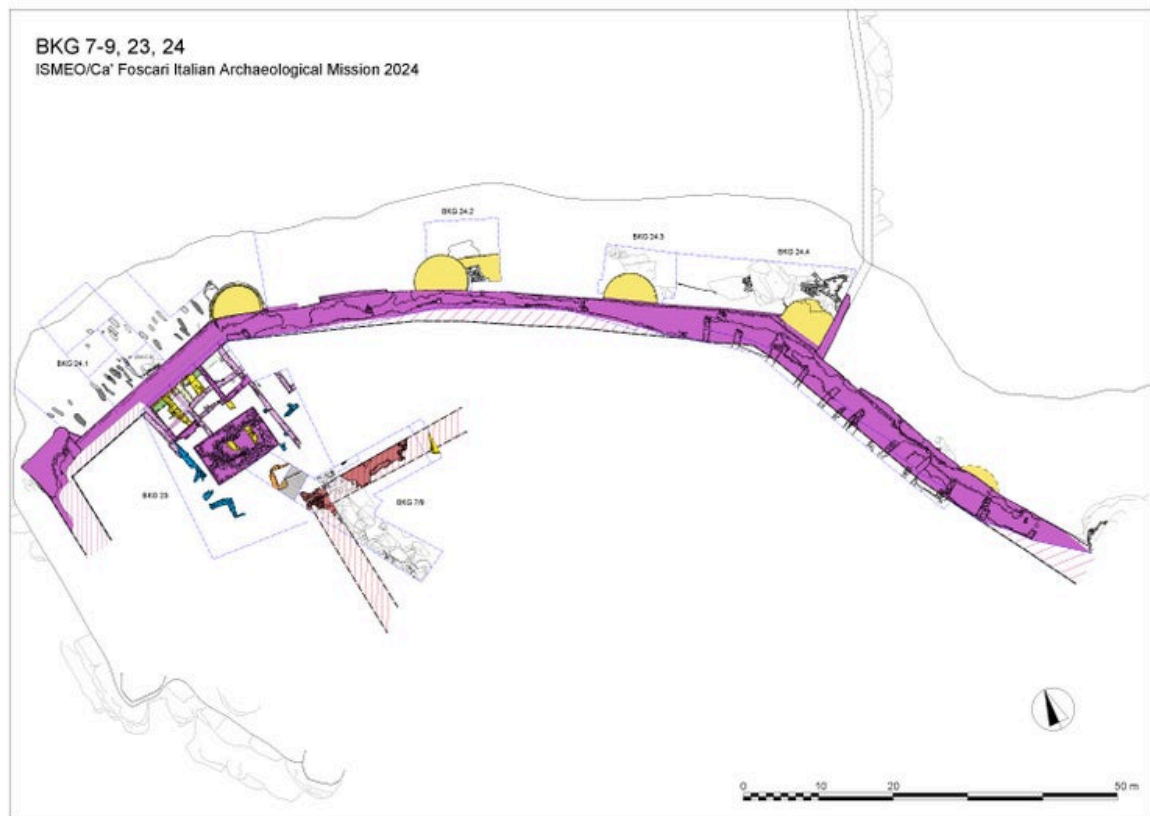 BKG 7-9, 23, 24
ISMEO/Ca' Foscari Italian Archaeological Mission 2024
BKG 24.2
BKG 24.3
BKG 24.4
BKG 24.1
BKG 23
BKG 7/9
0 10 20 50 m